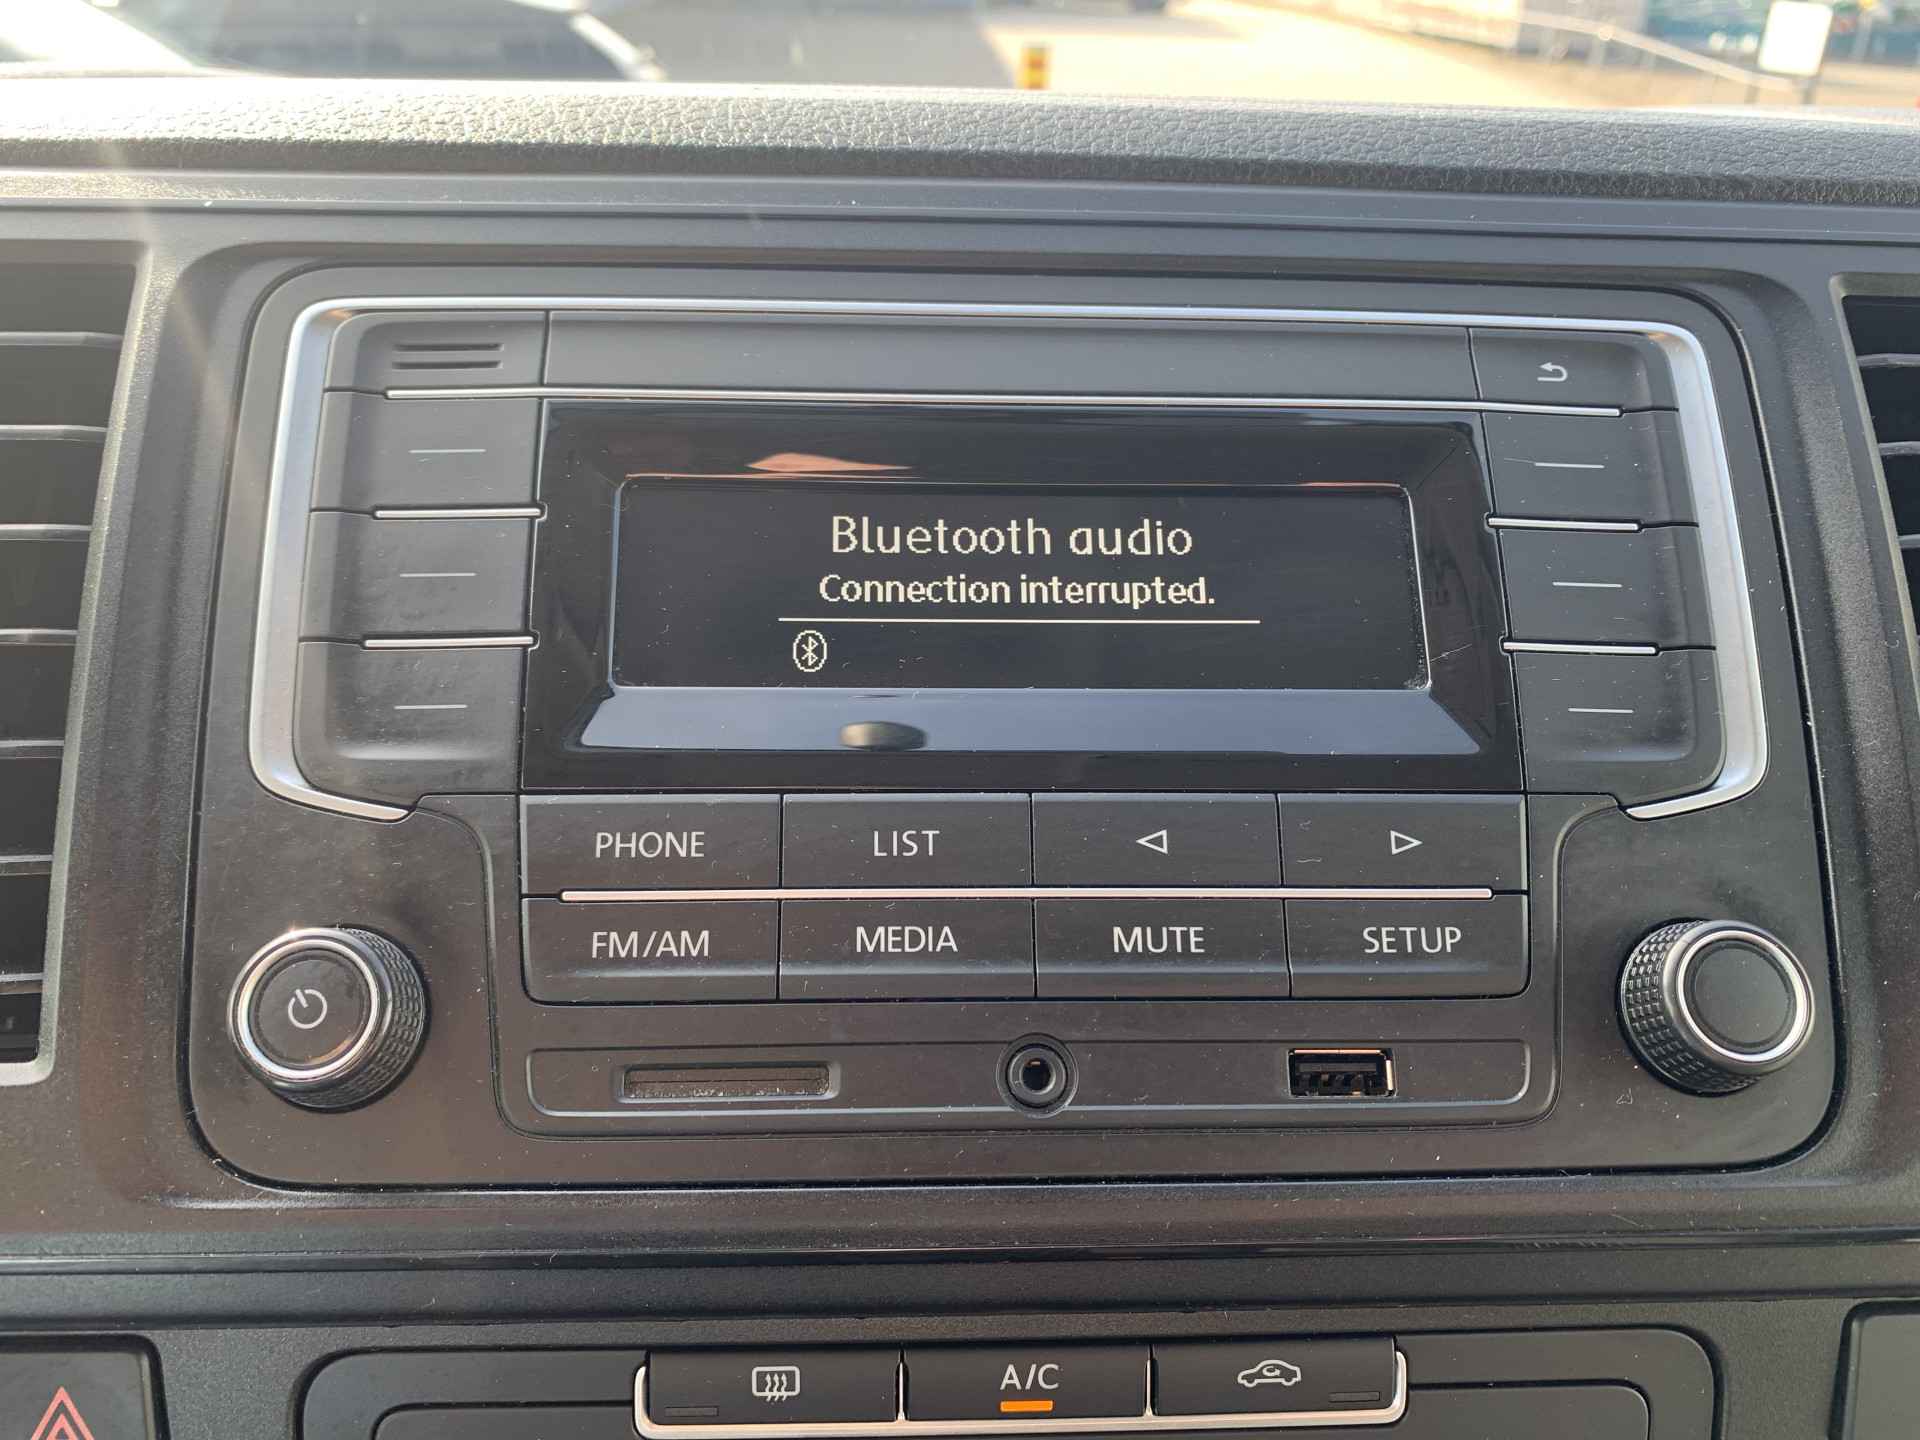 Bluetooth audio
Connection interrupted.
PHONE LIST
FM/AM MEDIA MUTE SETUP
A/C